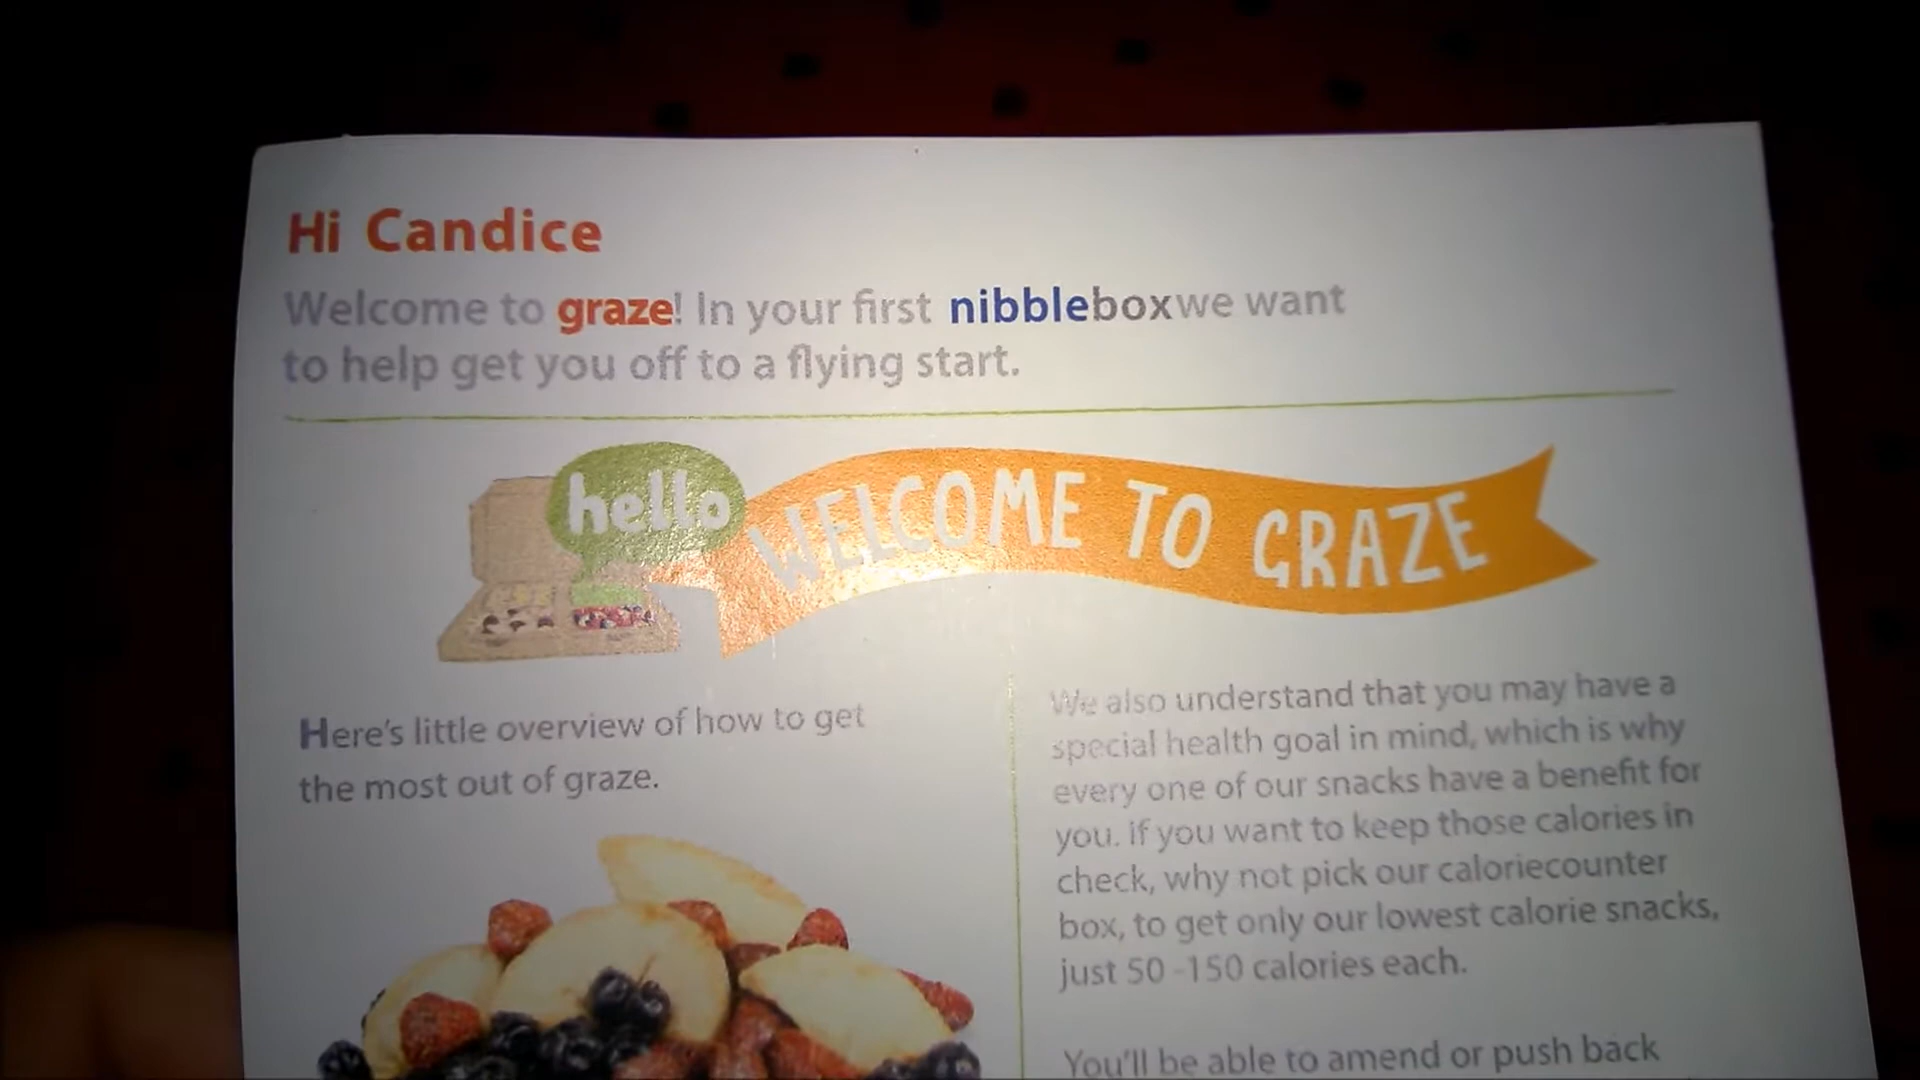 Hi Candice
Welcome to graze! In your first nibblebox we want
to help get you off to a flying start.
hello
WELCOME TO GRAZE
Here's little overview of how to get
the most out of graze.
We also understand that you may have a
special health goal in mind, which is why
every one of our snacks have a benefit for
you. if you want to keep those calories in
check, why not pick our caloriecounter
box, to get only our lowest calorie snacks,
just 50 -150 calories each.
You'll be able to amend or push back